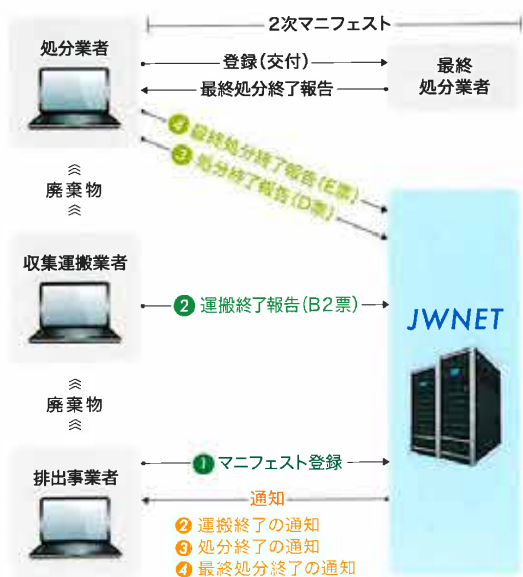 2次マニフェスト
処分業者
登録(交付)
最終処分終了報告
最終
処分業者
❹ 最終処分終了報告(E票)
❸ 処分終了報告(D票)
廃棄物
収集運搬業者
❷ 運搬終了報告(B2票)
JWNET
廃棄物
排出事業者
❶ マニフェスト登録
通知
❷ 運搬終了の通知
❸ 処分終了の通知
❹ 最終処分終了の通知